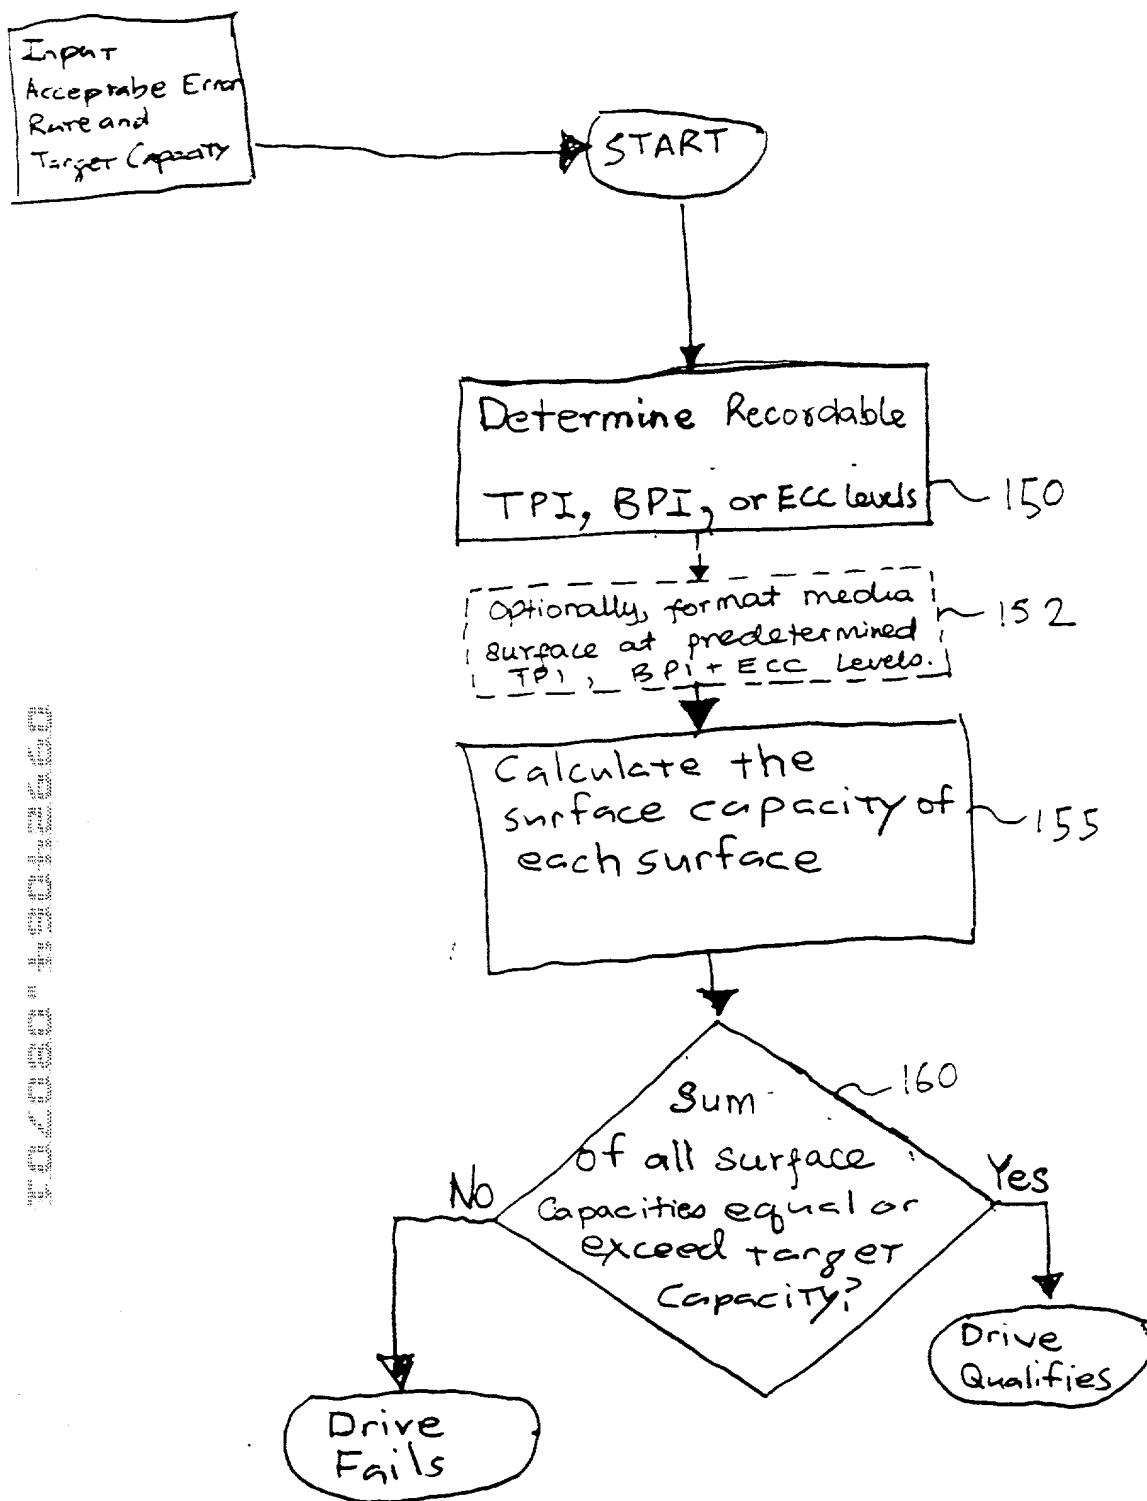 Input
Acceptabe Error
Rate and
Target Capacity
START
Determine Recordable
TPI, BPI, or ECC levels
150
Optionally, format media
surface at predetermined
TPI, BPI + ECC Levels.
152
Calculate the
surface capacity of
each surface
155
160
Sum
of all surface
Capacities equal or
exceed target
Capacity?
No
Yes
Drive
Qualifies
Drive
Fails